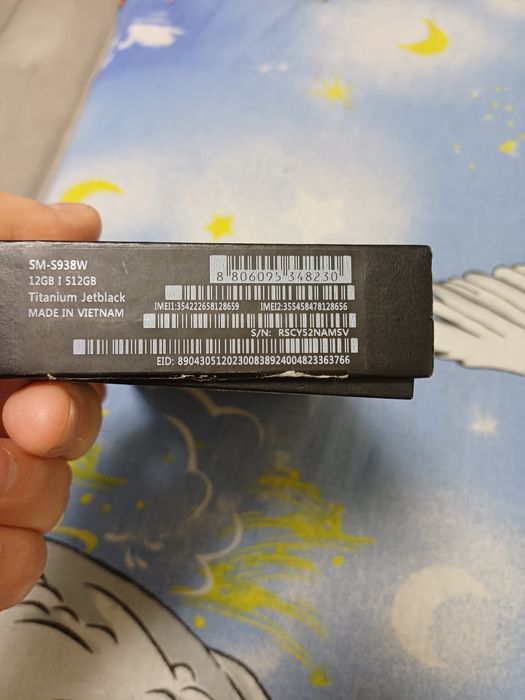 SM-S938W
12GB I 512GB
Titanium Jetblack
MADE IN VIETNAM
8 806095 348230
IMEI1:354222658128659 IMEI2:355458478128656
S/N: RSCY52NAMSV
EID: 89043051202300838924004823363766